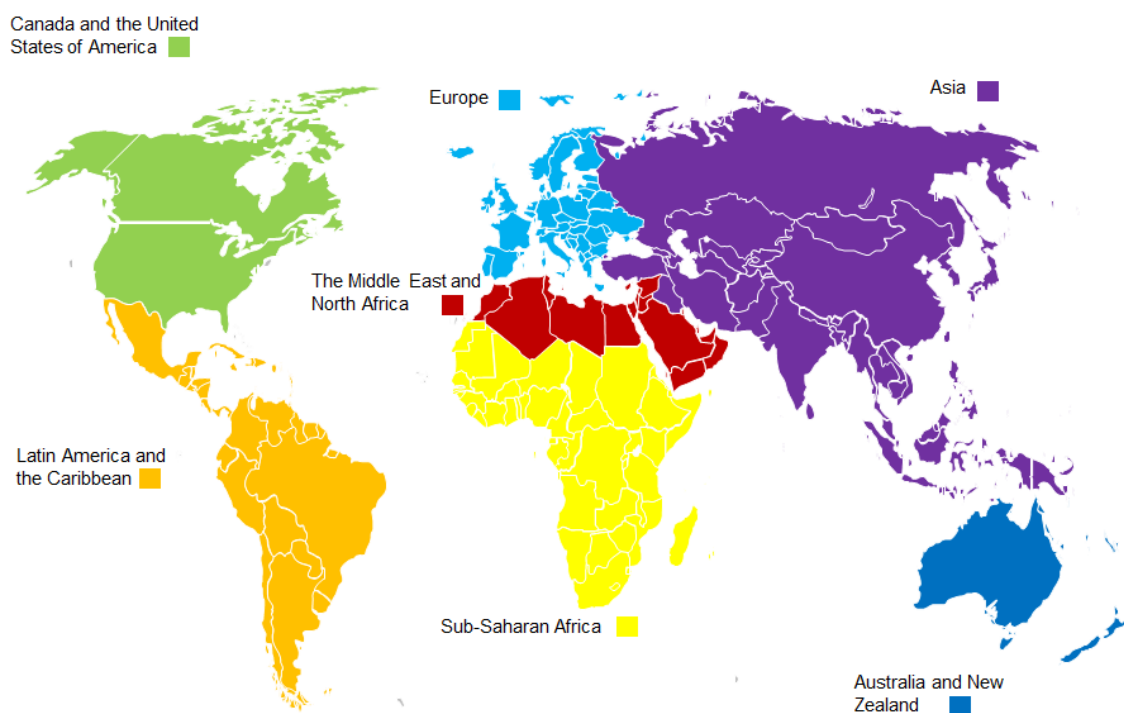 Canada and the United
States of America
Europe
Asia
The Middle East and
North Africa
Latin America and
the Caribbean
Sub-Saharan Africa
Australia and New
Zealand